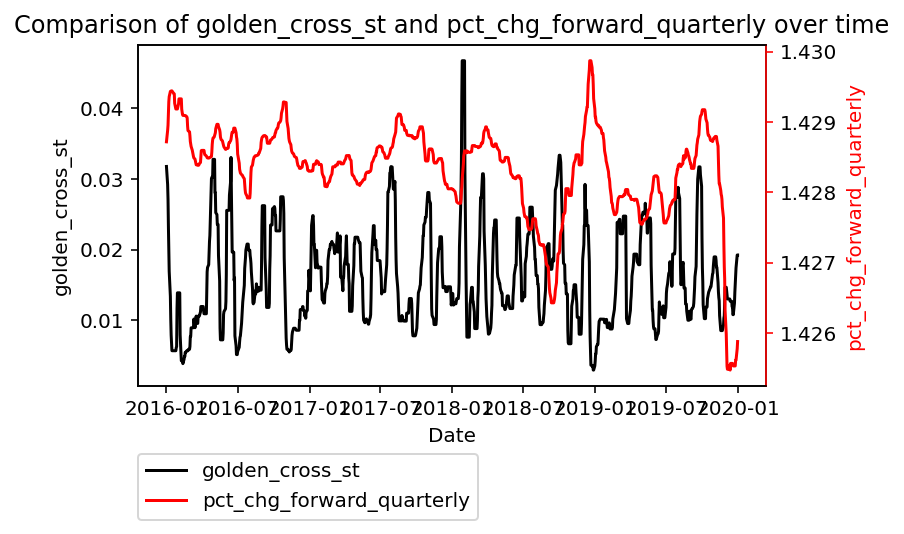 Comparison of golden_cross_st and pct_chg_forward_quarterly over time
golden_cross_st
0.04
0.03
0.02
0.01
1.430
1.429
1.428
1.427
1.426
pct_chg_forward_quarterly
2016-01 2016-07 2017-01 2017-07 2018-01 2018-07 2019-01 2019-07 2020-01
Date
golden_cross_st
pct_chg_forward_quarterly